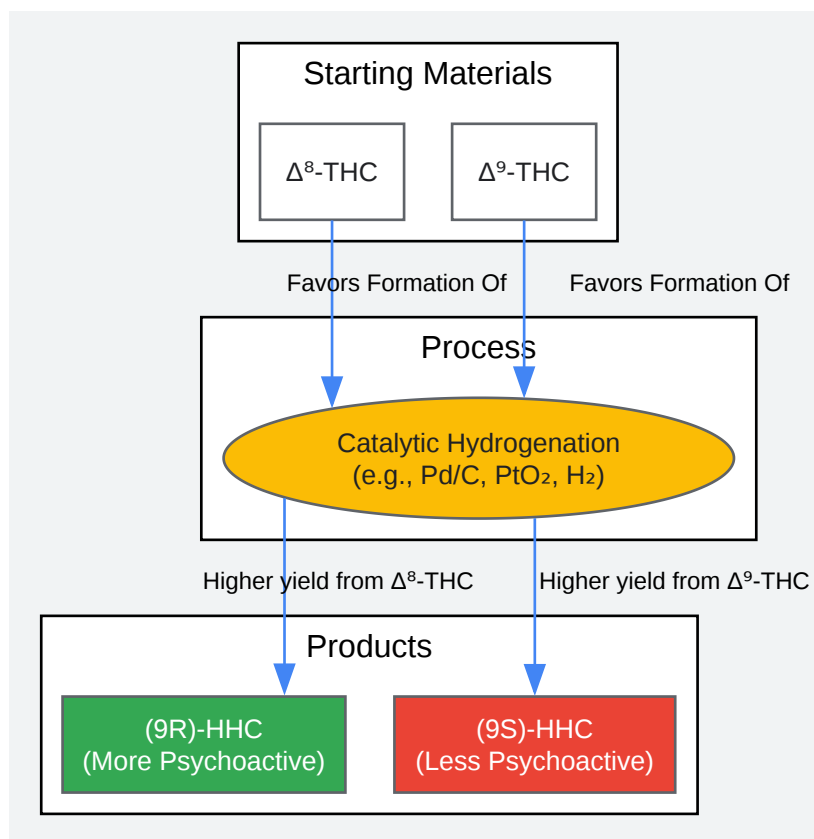 Starting Materials
Δ⁸-THC
Δ⁹-THC
Favors Formation Of
Favors Formation Of
Process
Catalytic Hydrogenation
(e.g., Pd/C, PtO₂, H₂)
Higher yield from Δ⁸-THC
Higher yield from Δ⁹-THC
Products
(9R)-HHC
(More Psychoactive)
(9S)-HHC
(Less Psychoactive)